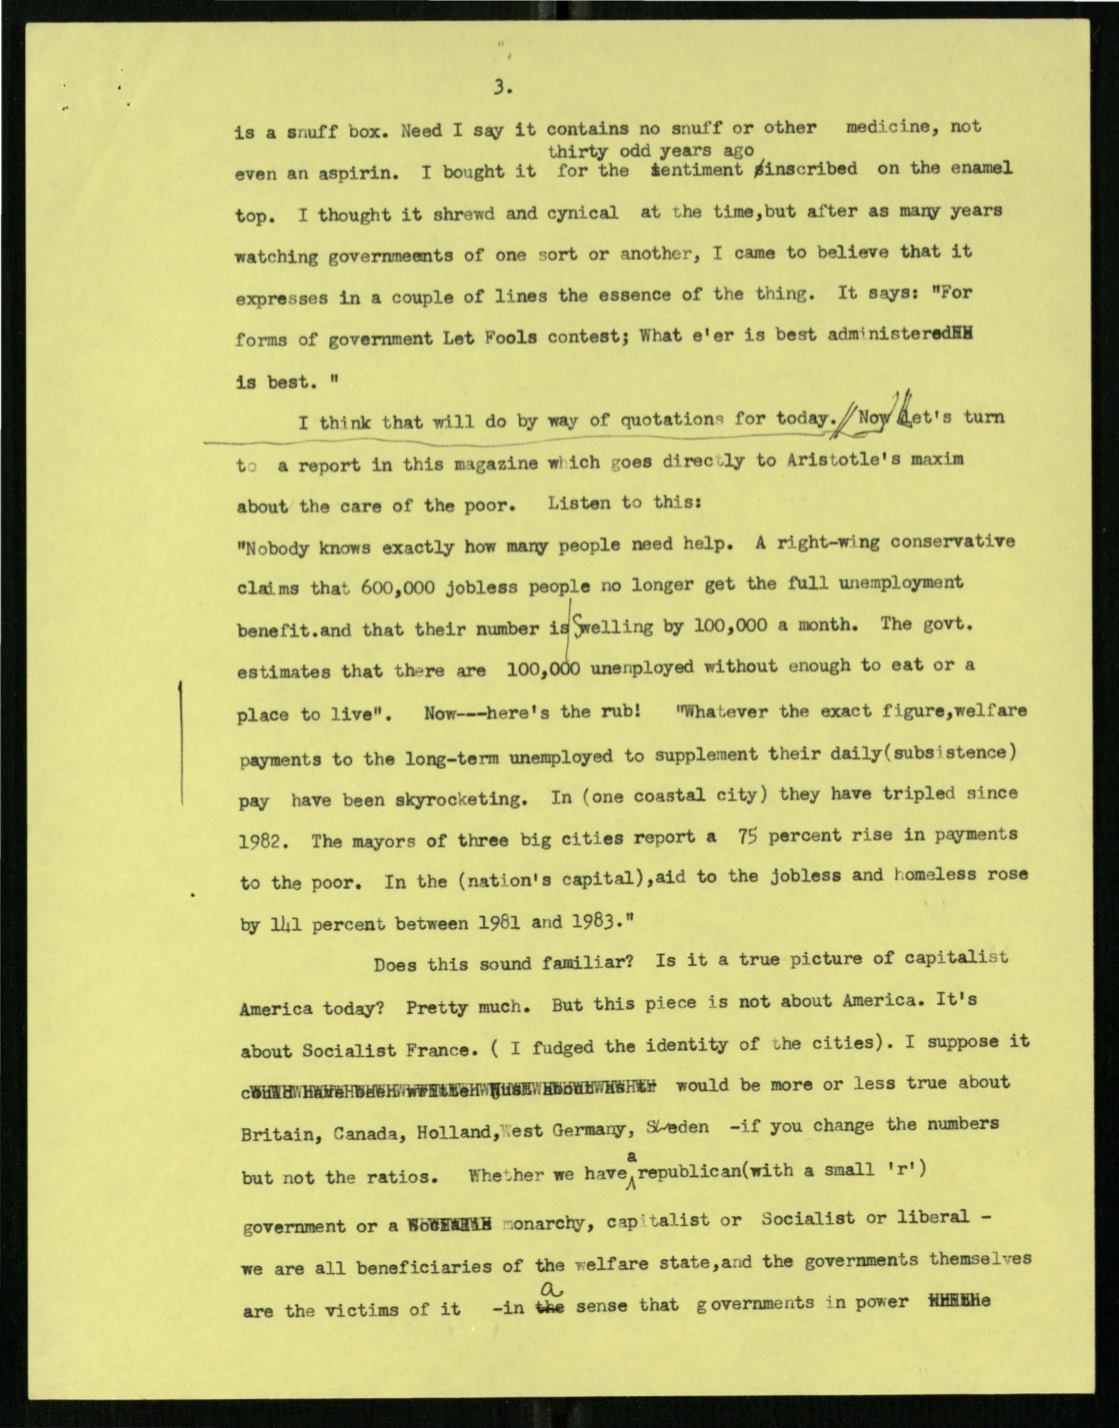 3.
is a snuff box. Need I say it contains no snuff or other medicine, not
thirty odd years ago
even an aspirin. I bought it for the sentiment inscribed on the enamel
top. I thought it shrewd and cynical at the time,but after as many years
watching governmeents of one sort or another, I came to believe that it
expresses in a couple of lines the essence of the thing. It says: "For
forms of government Let Fools contest; What e'er is best administered
is best. "
I think that will do by way of quotations for today.// Now Let's turn
to a report in this magazine which goes directly to Aristotle's maxim
about the care of the poor. Listen to this:
"Nobody knows exactly how many people need help. A right-wing conservative
claims that 600,000 jobless people no longer get the full unemployment
benefit.and that their number is Swelling by 100,000 a month. The govt.
estimates that there are 100,000 unenployed without enough to eat or a
place to live". Now---here's the rub! "Whatever the exact figure,welfare
payments to the long-term unemployed to supplement their daily(subsistence)
pay have been skyrocketing. In (one coastal city) they have tripled since
1982. The mayors of three big cities report a 75 percent rise in payments
to the poor. In the (nation's capital),aid to the jobless and homeless rose
by 141 percent between 1981 and 1983."
Does this sound familiar? Is it a true picture of capitalist
America today? Pretty much. But this piece is not about America. It's
about Socialist France. ( I fudged the identity of the cities). I suppose it
would be more or less true about
Britain, Canada, Holland,West Germany, Sweden -if you change the numbers
a
but not the ratios. Whether we have republican(with a small 'r')
government or a monarchy, capitalist or Socialist or liberal -
we are all beneficiaries of the welfare state,and the governments themselves
a
are the victims of it -in the sense that governments in power